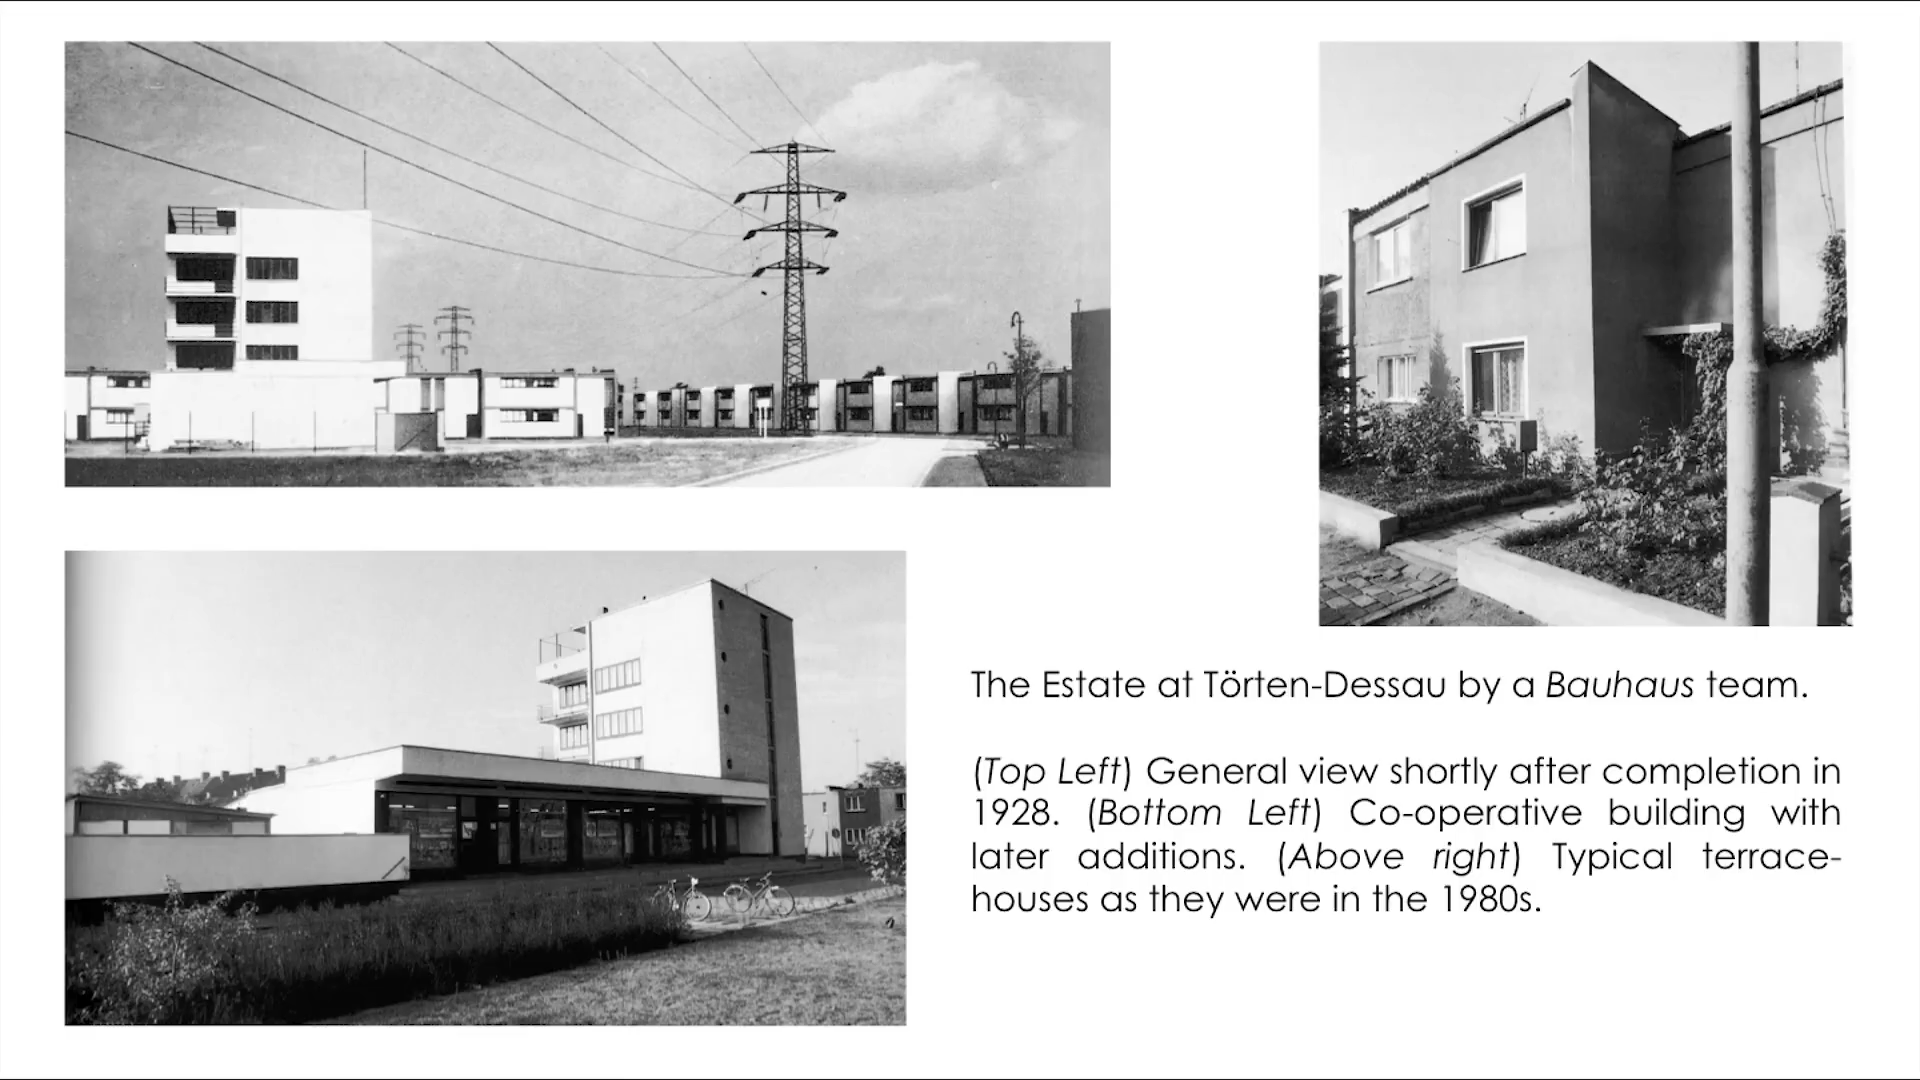 The Estate at Törten-Dessau by a Bauhaus team.
(Top Left) General view shortly after completion in
1928. (Bottom Left) Co-operative building with
later additions. (Above right) Typical terrace-
houses as they were in the 1980s.